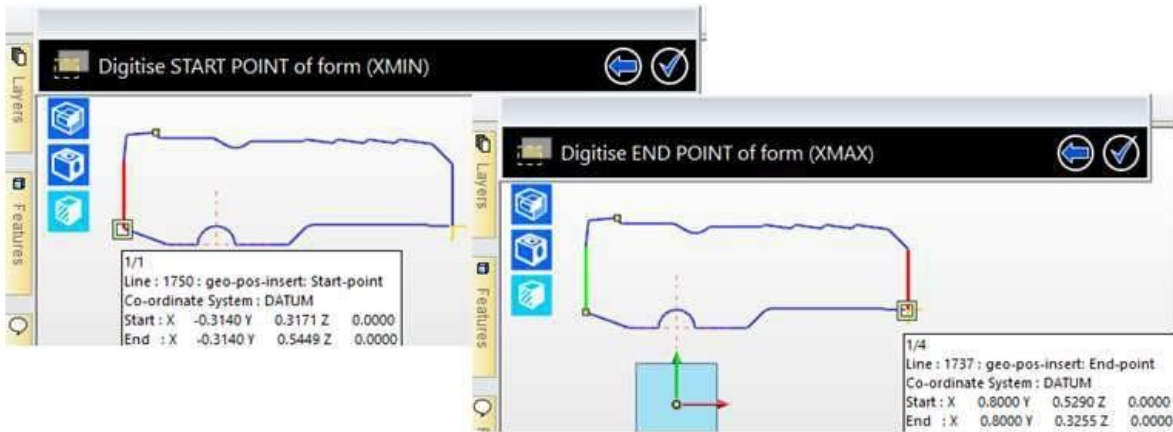 Digitise START POINT of form (XMIN)
Layers
Features
1/1
Line : 1750 : geo-pos-insert: Start-point
Co-ordinate System : DATUM
Start : X -0.3140 Y 0.3171 Z 0.0000
End : X -0.3140 Y 0.5449 Z 0.0000
Digitise END POINT of form (XMAX)
Layers
Features
1/4
Line : 1737 : geo-pos-insert: End-point
Co-ordinate System : DATUM
Start : X 0.8000 Y 0.5290 Z 0.0000
End : X 0.8000 Y 0.3255 Z 0.0000